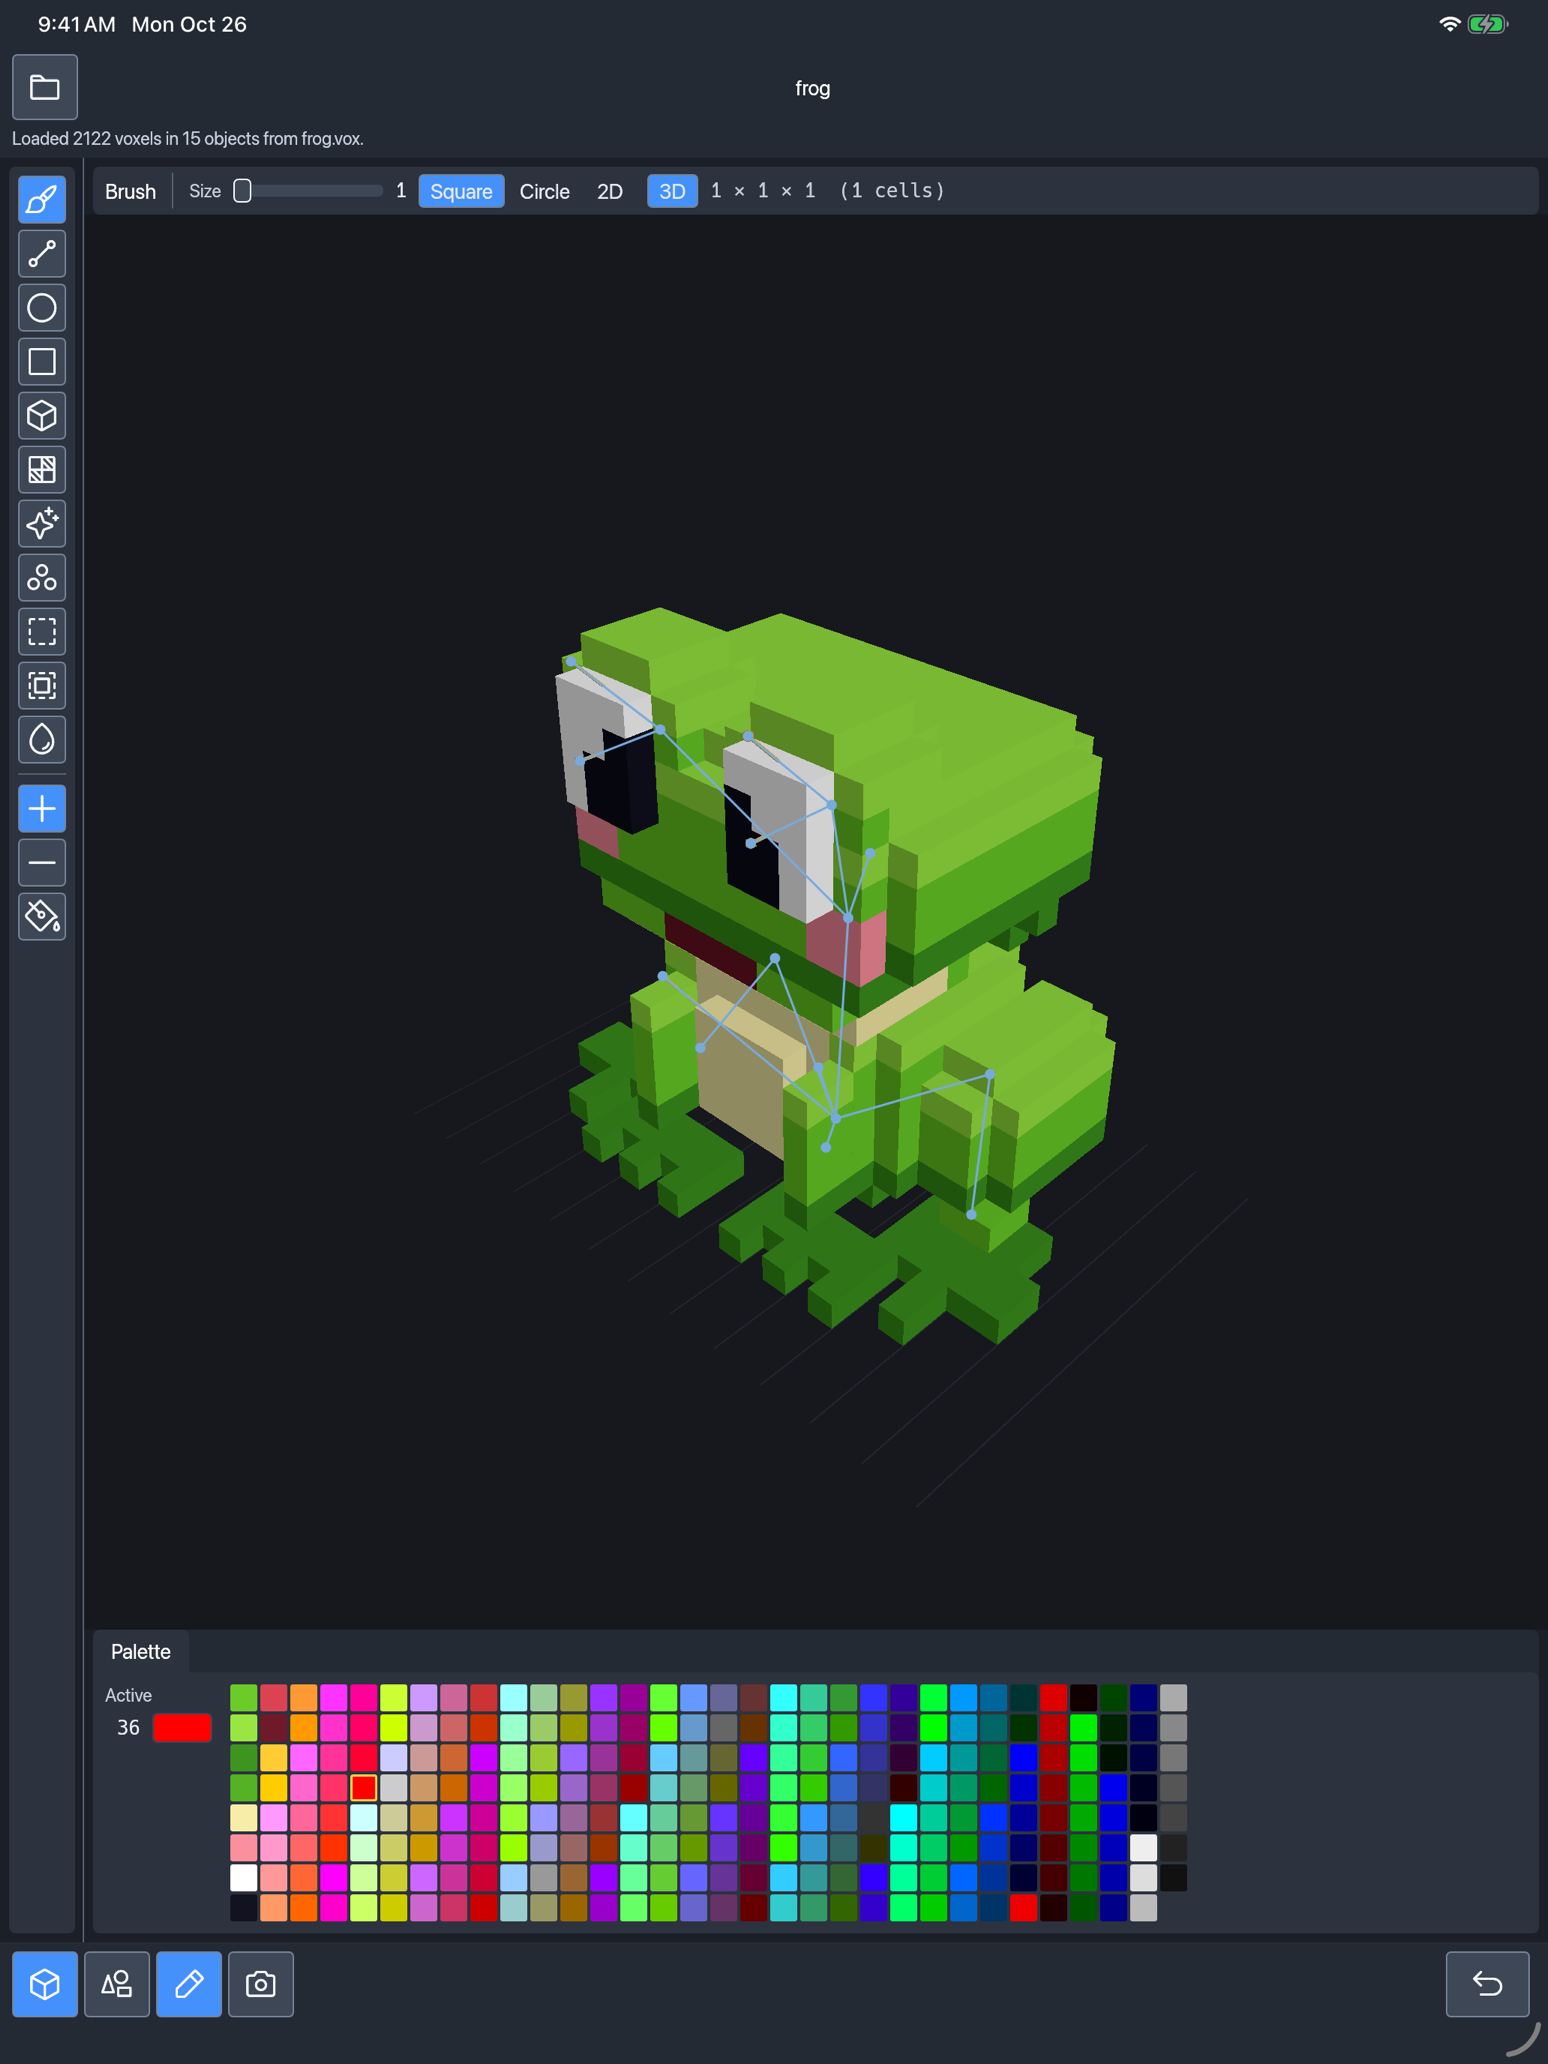 9:41 AM Mon Oct 26
frog
Loaded 2122 voxels in 15 objects from frog.vox.
Brush Size 1 Square Circle 2D 3D 1 × 1 × 1 (1 cells)
Palette
Active
36